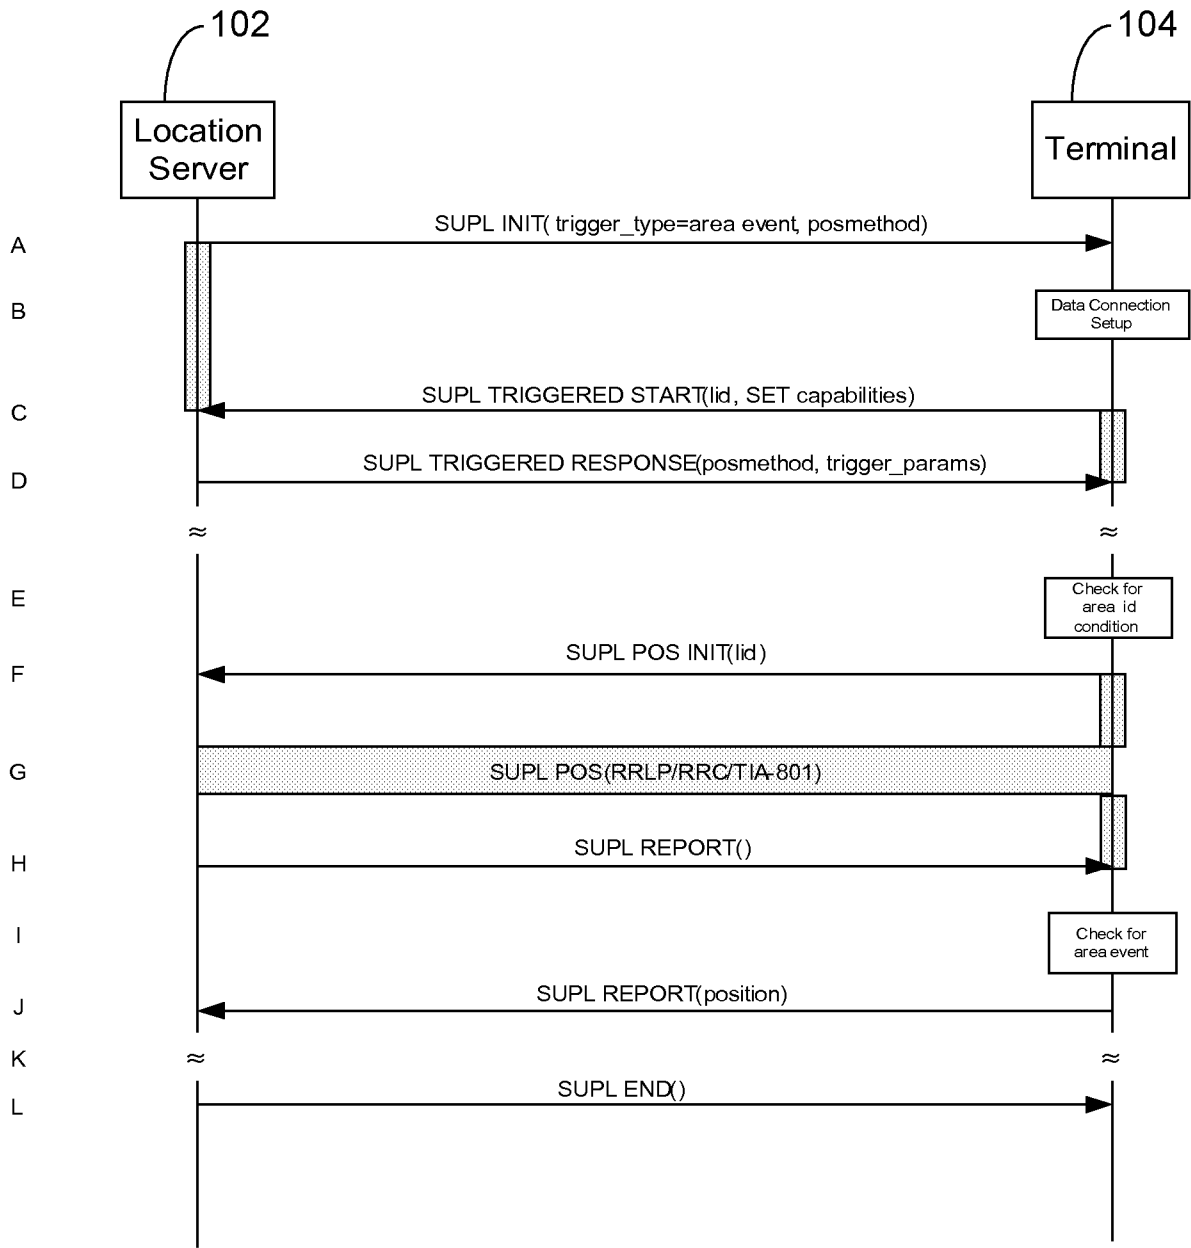 102
104
Location
Server
Terminal
SUPL INIT( trigger_type=area event, posmethod)
A
B
Data Connection
Setup
SUPL TRIGGERED START(lid, SET capabilities)
C
SUPL TRIGGERED RESPONSE(posmethod, trigger_params)
D
≈
≈
E
Check for
area id
condition
SUPL POS INIT(lid)
F
G
SUPL POS(RRLP/RRC/TIA-801)
SUPL REPORT()
H
I
Check for
area event
SUPL REPORT(position)
J
K
≈
≈
SUPL END()
L